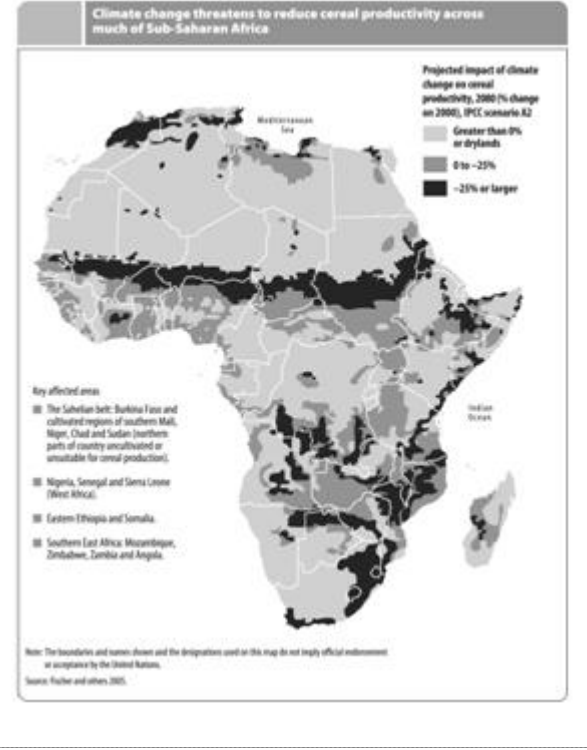 Climate change threatens to reduce cereal productivity across
much of Sub-Saharan Africa
Projected impact of climate
change on cereal
productivity, 2080 (% change
on 2000), IPCC scenario A2
Greater than 0%
or drylands
0 to –25%
–25% or larger
Mediterranean
Sea
Indian
Ocean
Key affected areas
The Sahelian belt: Burkina Faso and
cultivated regions of southern Mali,
Niger, Chad and Sudan (northern
parts of country uncultivated or
unsuitable for cereal production).
Nigeria, Senegal and Sierra Leone
(West Africa).
Eastern Ethiopia and Somalia.
Southern East Africa: Mozambique,
Zimbabwe, Zambia and Angola.
Note: The boundaries and names shown and the designations used on this map do not imply official endorsement
or acceptance by the United Nations.
Source: Fischer and others 2005.